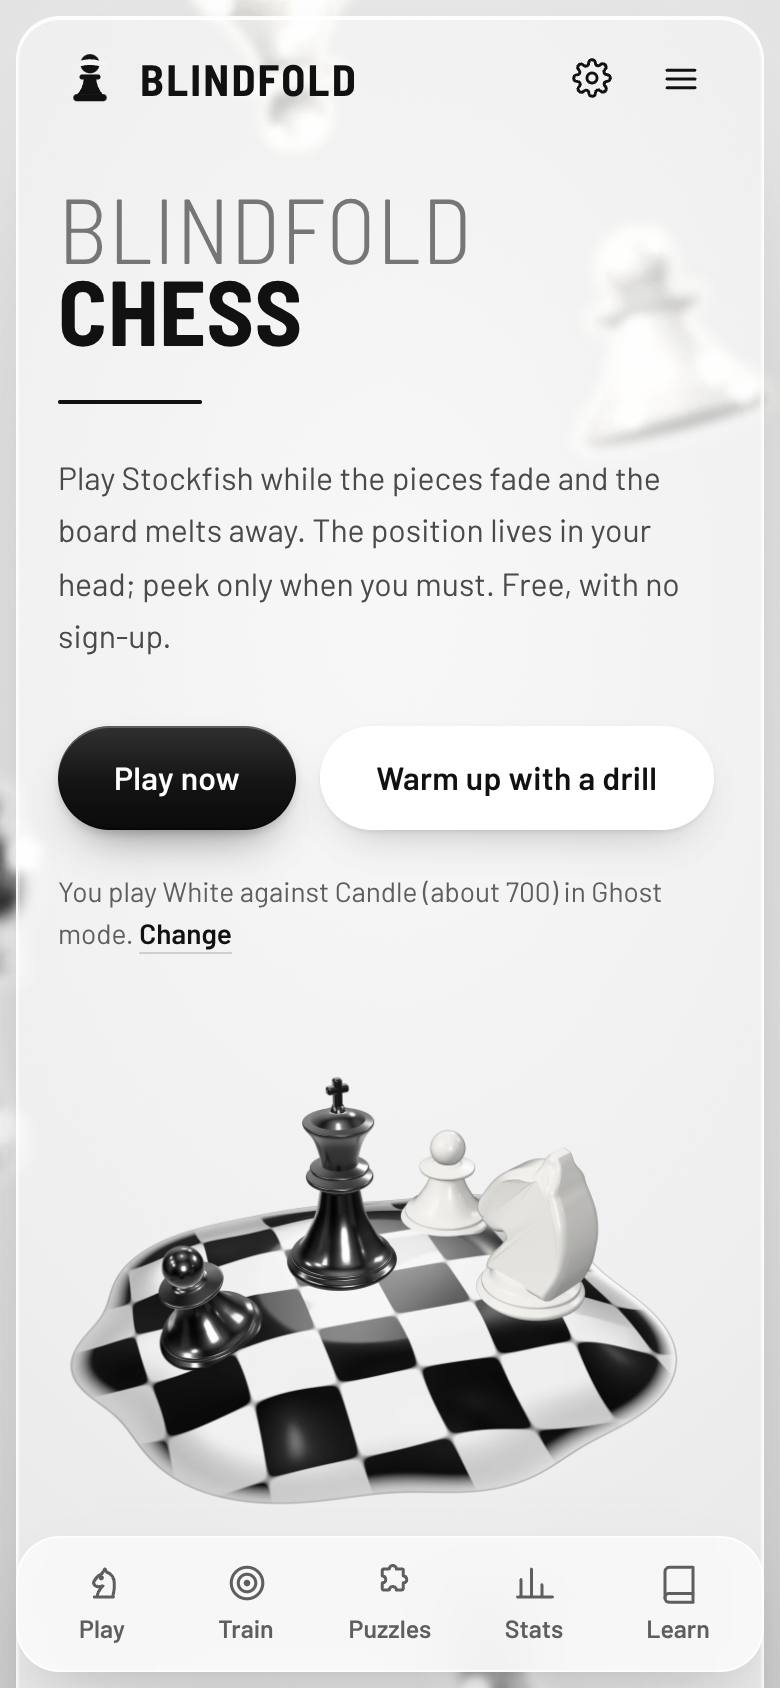 BLINDFOLD
BLINDFOLD
CHESS
Play Stockfish while the pieces fade and the
board melts away. The position lives in your
head; peek only when you must. Free, with no
sign-up.
Play now
Warm up with a drill
You play White against Candle (about 700) in Ghost
mode. Change
Play
Train
Puzzles
Stats
Learn